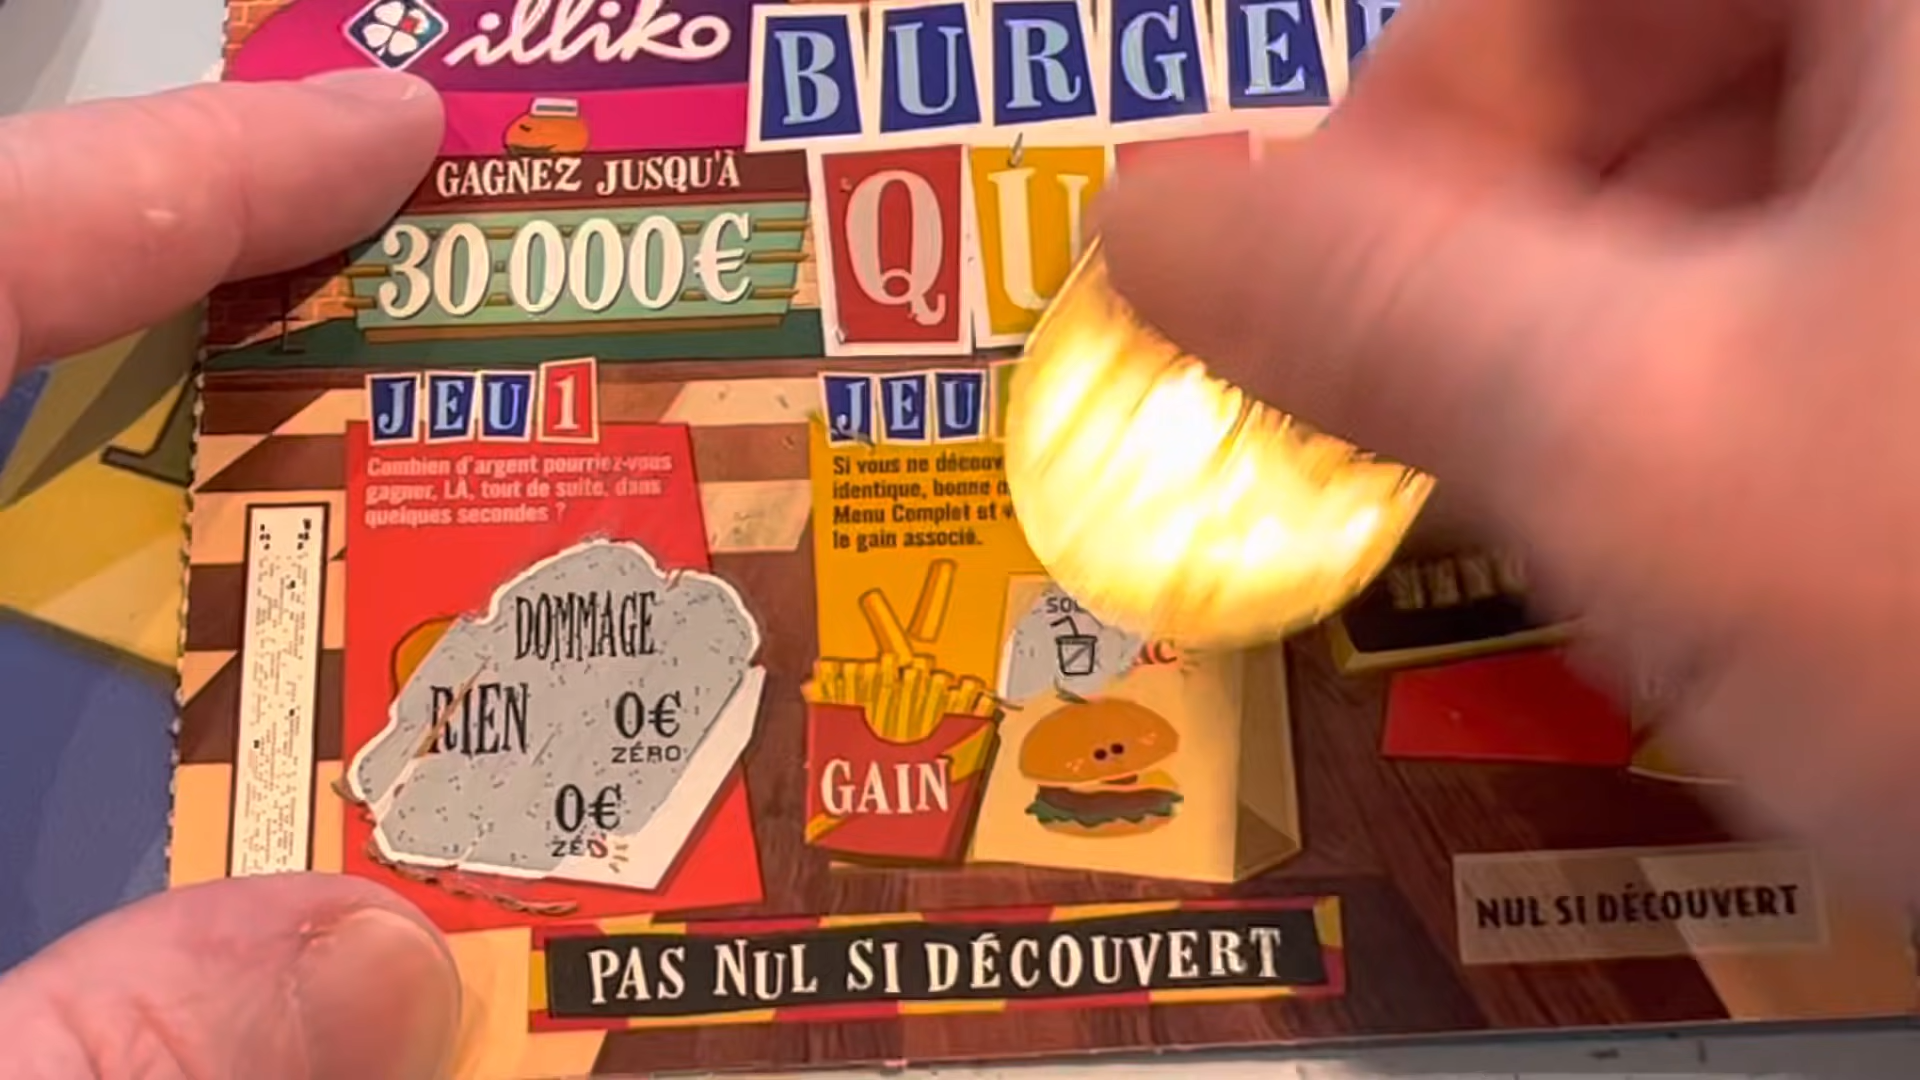 illiko
BURGE
GAGNEZ JUSQU'À
30 000 €
QU
JEU 1
Combien d'argent pourriez-vous
gagner, LÀ, tout de suite, dans
quelques secondes ?
DOMMAGE
RIEN
0€
ZÉRO
0€
JEU
Si vous ne découv
identique, bonne n
Menu Complet et v
le gain associé.
GAIN
NUL SI DÉCOUVERT
PAS NUL SI DÉCOUVERT